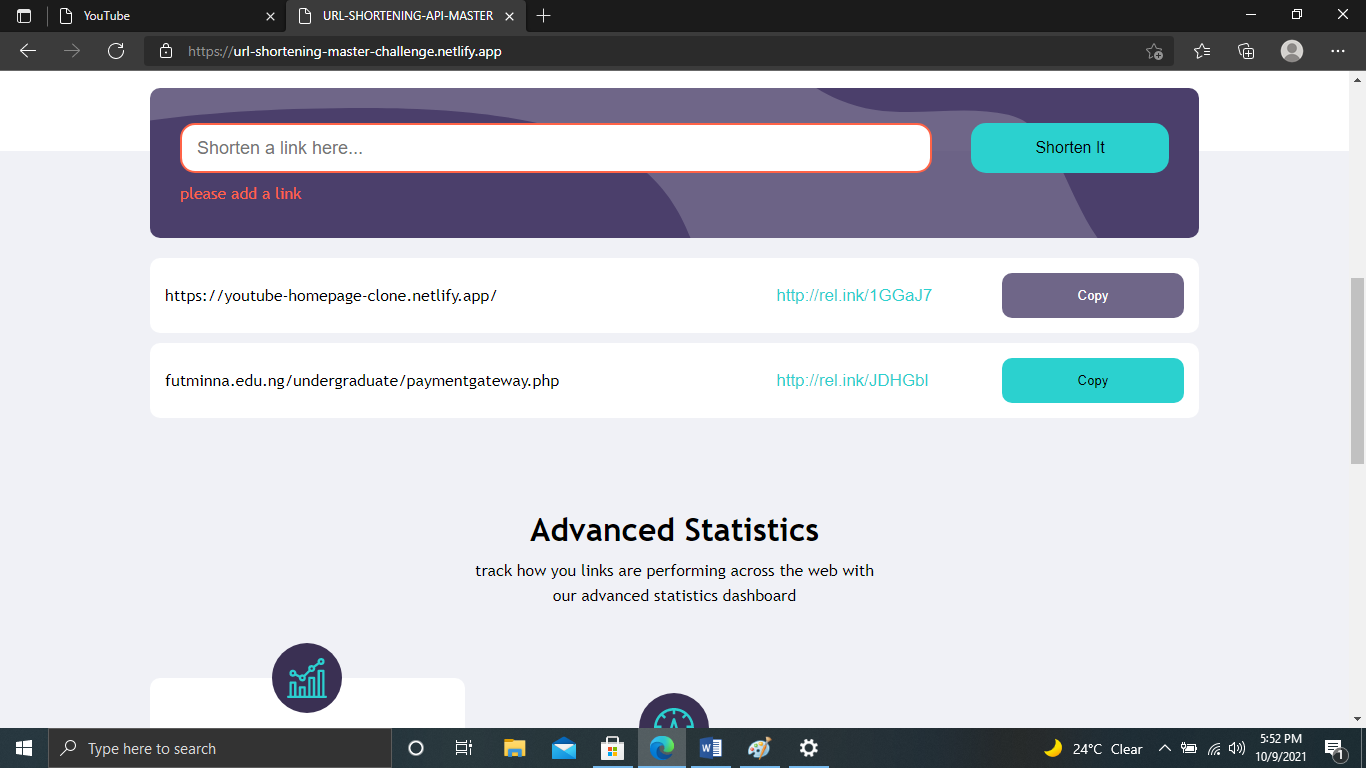 YouTube
URL-SHORTENING-API-MASTER
https://url-shortening-master-challenge.netlify.app
Shorten a link here...
Shorten It
please add a link
https://youtube-homepage-clone.netlify.app/
http://rel.ink/1GGaJ7
Copy
futminna.edu.ng/undergraduate/paymentgateway.php
http://rel.ink/JDHGbI
Copy
Advanced Statistics
track how you links are performing across the web with
our advanced statistics dashboard
Type here to search
24°C Clear
5:52 PM
10/9/2021
1